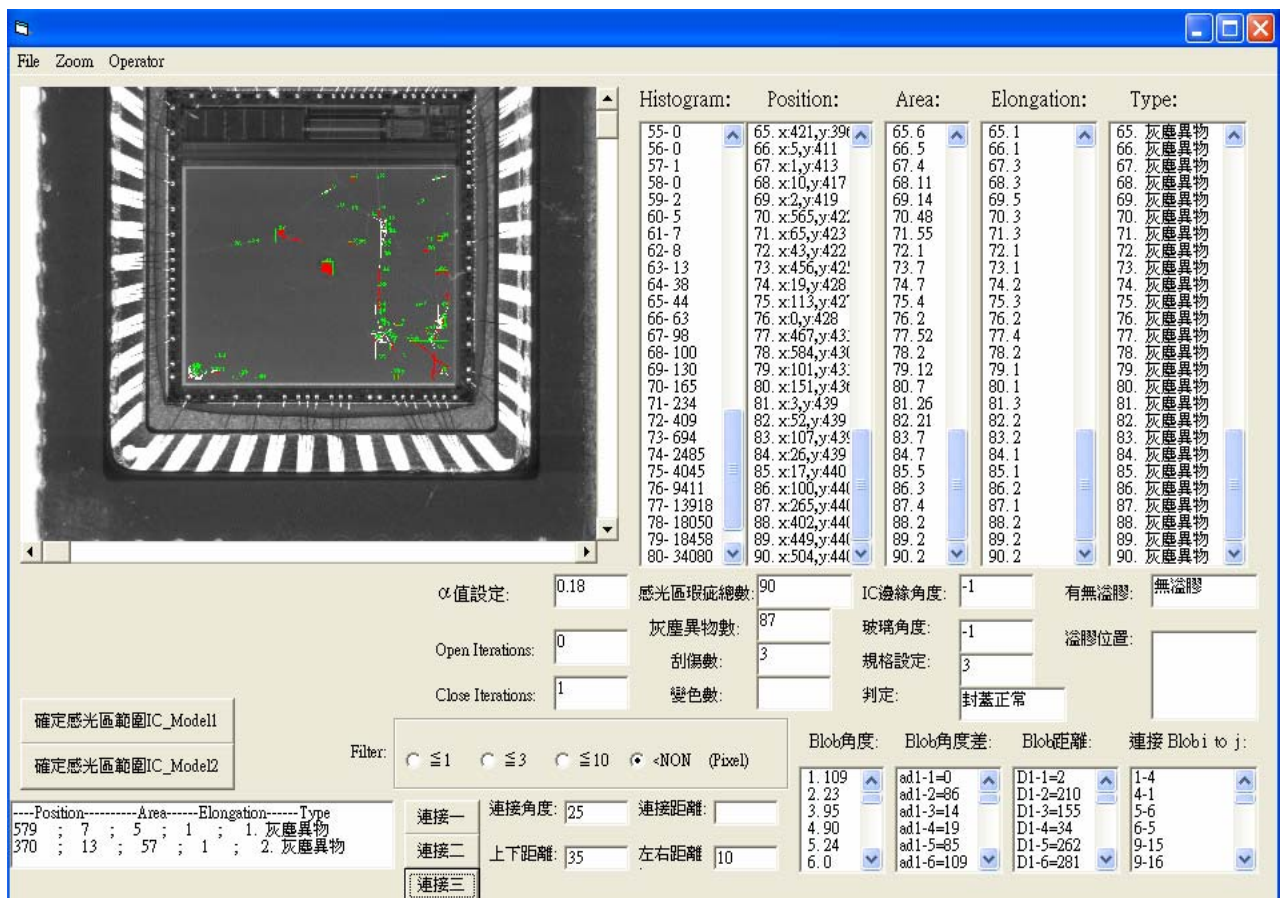 File Zoom Operator
Histogram: Position: Area: Elongation: Type:
55- 0 65. x:421,y:396 65. 6 65. 1 65. 灰塵異物
56- 0 66. x:5,y:411 66. 5 66. 1 66. 灰塵異物
57- 1 67. x:1,y:413 67. 4 67. 3 67. 灰塵異物
58- 0 68. x:10,y:417 68. 11 68. 3 68. 灰塵異物
59- 2 69. x:2,y:419 69. 14 69. 5 69. 灰塵異物
60- 5 70. x:565,y:422 70. 48 70. 3 70. 灰塵異物
61- 7 71. x:65,y:423 71. 55 71. 3 71. 灰塵異物
62- 8 72. x:43,y:422 72. 1 72. 1 72. 灰塵異物
63- 13 73. x:456,y:42 73. 7 73. 1 73. 灰塵異物
64- 38 74. x:19,y:428 74. 7 74. 2 74. 灰塵異物
65- 44 75. x:113,y:42 75. 4 75. 3 75. 灰塵異物
66- 63 76. x:0,y:428 76. 2 76. 2 76. 灰塵異物
67- 98 77. x:467,y:43 77. 52 77. 4 77. 灰塵異物
68- 100 78. x:584,y:430 78. 2 78. 2 78. 灰塵異物
69- 130 79. x:101,y:43 79. 12 79. 1 79. 灰塵異物
70- 165 80. x:151,y:436 80. 7 80. 1 80. 灰塵異物
71- 234 81. x:3,y:439 81. 26 81. 3 81. 灰塵異物
72- 409 82. x:52,y:439 82. 21 82. 2 82. 灰塵異物
73- 694 83. x:107,y:439 83. 7 83. 2 83. 灰塵異物
74- 2485 84. x:26,y:439 84. 7 84. 1 84. 灰塵異物
75- 4045 85. x:17,y:440 85. 5 85. 1 85. 灰塵異物
76- 9411 86. x:100,y:440 86. 3 86. 2 86. 灰塵異物
77- 13918 87. x:265,y:440 87. 4 87. 1 87. 灰塵異物
78- 18050 88. x:402,y:440 88. 2 88. 2 88. 灰塵異物
79- 18458 89. x:449,y:440 89. 2 89. 2 89. 灰塵異物
80- 34080 90. x:504,y:440 90. 2 90. 2 90. 灰塵異物
α值設定: 0.18 感光區瑕疵總數: 90 IC邊緣角度: -1 有無溢膠: 無溢膠
灰塵異物數: 87 玻璃角度: -1 溢膠位置:
Open Iterations: 0 刮傷數: 3 規格設定: 3
Close Iterations: 1 變色數: 判定: 封蓋正常
確定感光區範圍IC_Model1
確定感光區範圍IC_Model2
Filter: ≦1 ≦3 ≦10 <NON (Pixel)
Blob角度: Blob角度差: Blob距離: 連接 Blob i to j:
1. 109 ad1-1=0 D1-1=2 1-4
2. 23 ad1-2=86 D1-2=210 4-1
3. 95 ad1-3=14 D1-3=155 5-6
4. 90 ad1-4=19 D1-4=34 6-5
5. 24 ad1-5=85 D1-5=262 9-15
6. 0 ad1-6=109 D1-6=281 9-16
----Position----------Area------Elongation------Type
579 ; 7 ; 5 ; 1 ; 1. 灰塵異物
370 ; 13 ; 57 ; 1 ; 2. 灰塵異物
連接一 連接角度: 25 連接距離:
連接二 上下距離: 35 左右距離 10
連接三